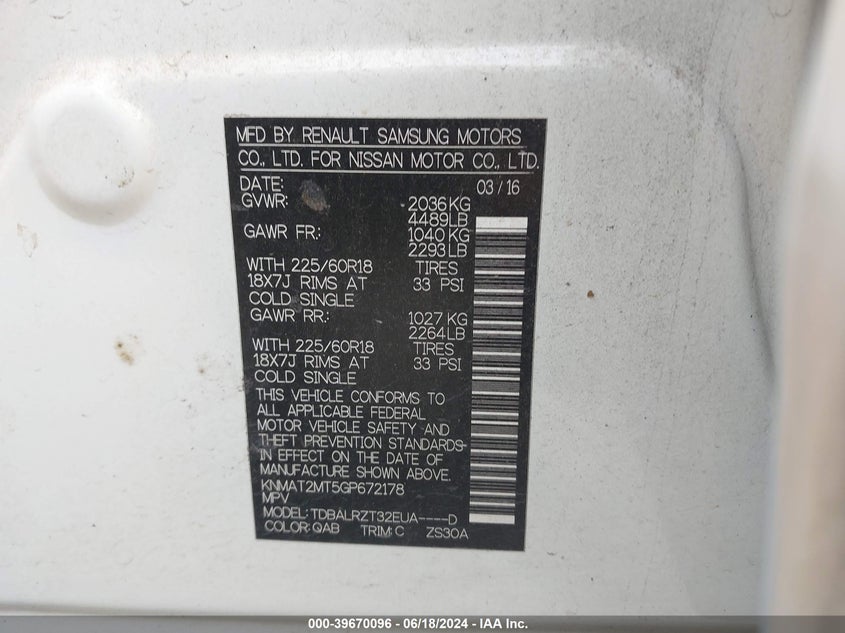 MFD BY RENAULT SAMSUNG MOTORS
CO., LTD. FOR NISSAN MOTOR CO., LTD.
DATE: 03 / 16
GVWR: 2036 KG
4489LB
GAWR FR.: 1040 KG
2293 LB
WITH 225/60R18 TIRES
18X7J RIMS AT 33 PSI
COLD SINGLE
GAWR RR.: 1027 KG
2264LB
WITH 225/60R18 TIRES
18X7J RIMS AT 33 PSI
COLD SINGLE
THIS VEHICLE CONFORMS TO
ALL APPLICABLE FEDERAL
MOTOR VEHICLE SAFETY AND
THEFT PREVENTION STANDARDS
IN EFFECT ON THE DATE OF
MANUFACTURE SHOWN ABOVE.
KNMAT2MT5GP672178
MPV
MODEL: TDBALRZT32EUA----D
COLOR: QAB TRIM: C ZS30A
000-39670096 - 06/18/2024 - IAA Inc.